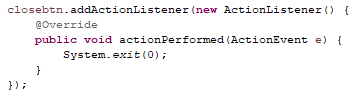 closebtn.addActionListener(new ActionListener() {
    @Override
    public void actionPerformed(ActionEvent e) {
        System.exit(0);
    }
});